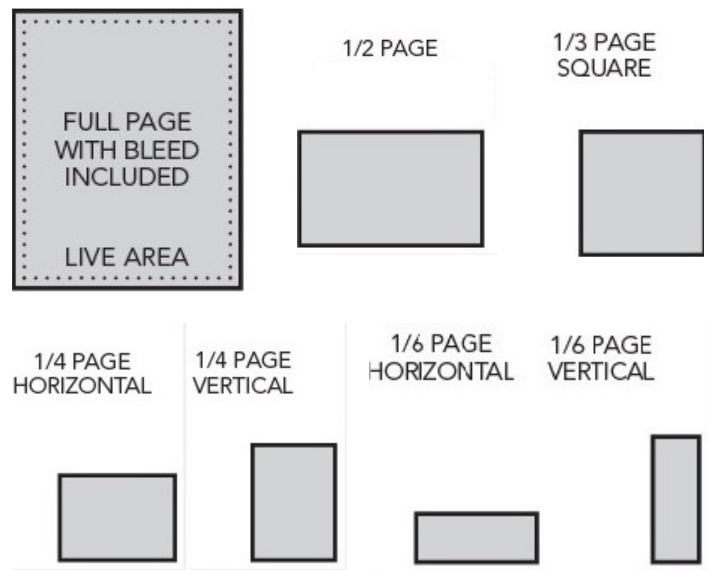 FULL PAGE
WITH BLEED
INCLUDED
LIVE AREA
1/2 PAGE
1/3 PAGE
SQUARE
1/4 PAGE
HORIZONTAL
1/4 PAGE
VERTICAL
1/6 PAGE
HORIZONTAL
1/6 PAGE
VERTICAL